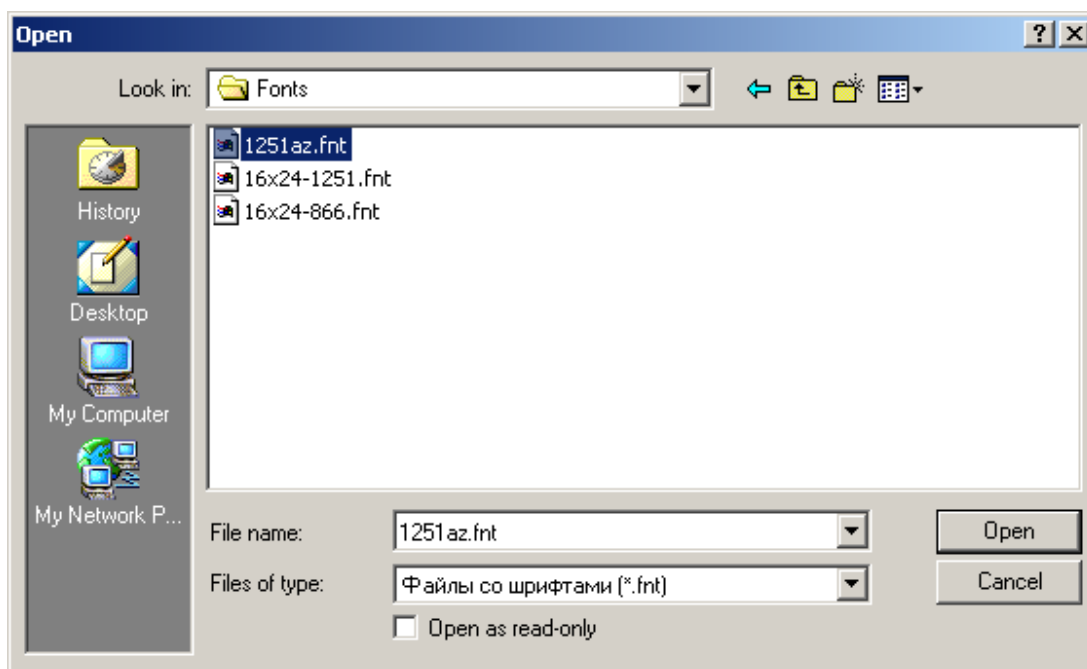 Open
Look in: Fonts
1251az.fnt
16x24-1251.fnt
16x24-866.fnt
History
Desktop
My Computer
My Network P...
File name: 1251az.fnt Open
Files of type: Файлы со шрифтами (*.fnt) Cancel
Open as read-only